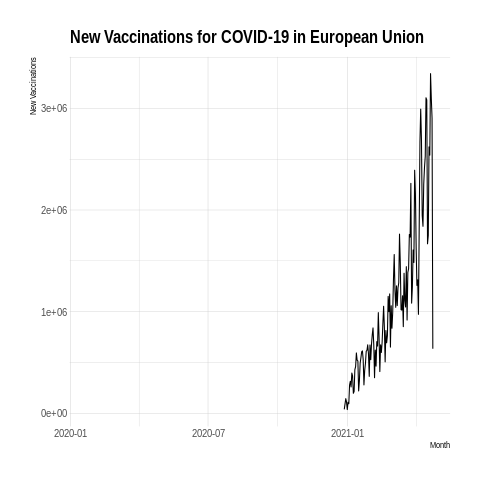 New Vaccinations for COVID-19 in European Union
New Vaccinations
3e+06
2e+06
1e+06
0e+00
2020-01
2020-07
2021-01
Month